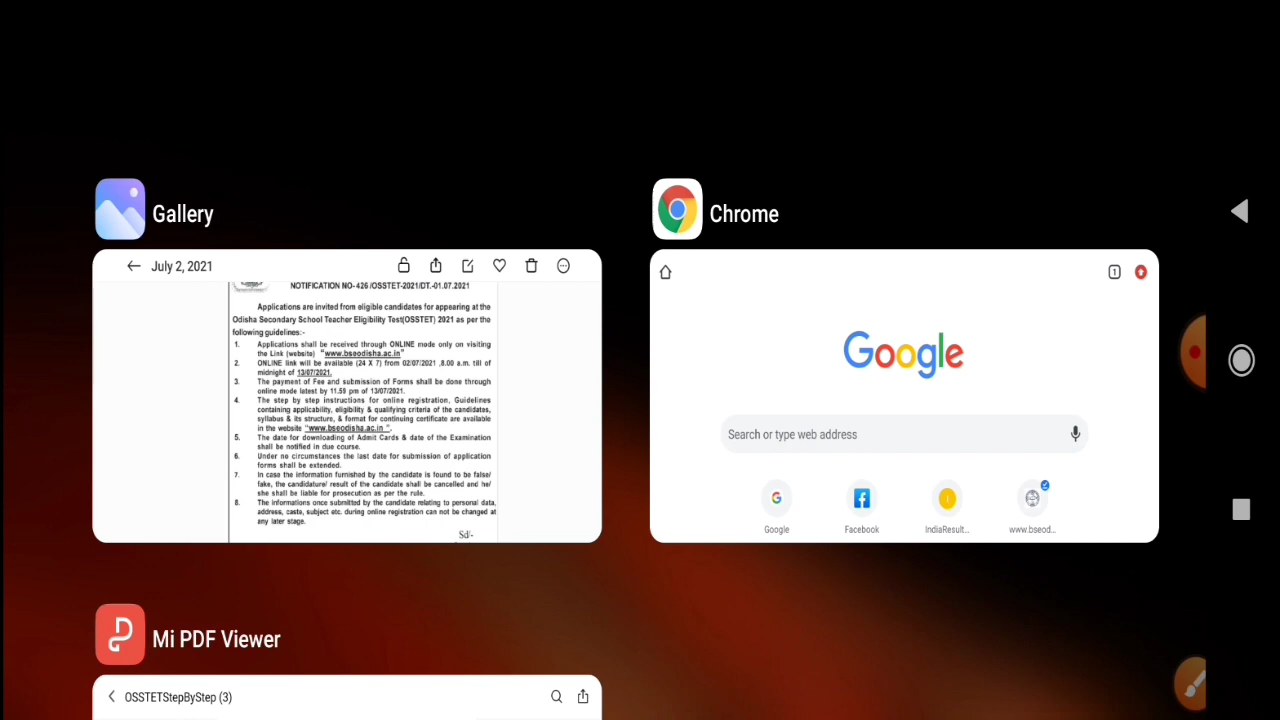 Gallery
July 2, 2021
NOTIFICATION NO- 426 /OSSTET-2021/DT.-01.07.2021
Applications are invited from eligible candidates for appearing at the
Odisha Secondary School Teacher Eligibility Test(OSSTET) 2021 as per the
following guidelines:-
1. Applications shall be received through ONLINE mode only on visiting
the Link (website) "www.bseodisha.ac.in"
2. ONLINE link will be available (24 X 7) from 02/07/2021 ,8.00 a.m. till of
midnight of 13/07/2021.
3. The payment of Fee and submission of Forms shall be done through
online mode latest by 11.59 pm of 13/07/2021.
4. The step by step instructions for online registration, Guidelines
containing applicability, eligibility & qualifying criteria of the candidates,
syllabus & its structure, & format for continuing certificate are available
in the website "www.bseodisha.ac.in ".
5. The date for downloading of Admit Cards & date of the Examination
shall be notified in due course.
6. Under no circumstances the last date for submission of application
forms shall be extended.
7. In case the information furnished by the candidate is found to be false/
fake, the candidature/ result of the candidate shall be cancelled and he/
she shall be liable for prosecution as per the rule.
8. The informations once submitted by the candidate relating to personal data,
address, caste, subject etc. during online registration can not be changed at
any later stage.
Sd/-
Chrome
1
Google
Search or type web address
Google
Facebook
IndiaResult...
www.bseod...
Mi PDF Viewer
OSSTETStepByStep (3)